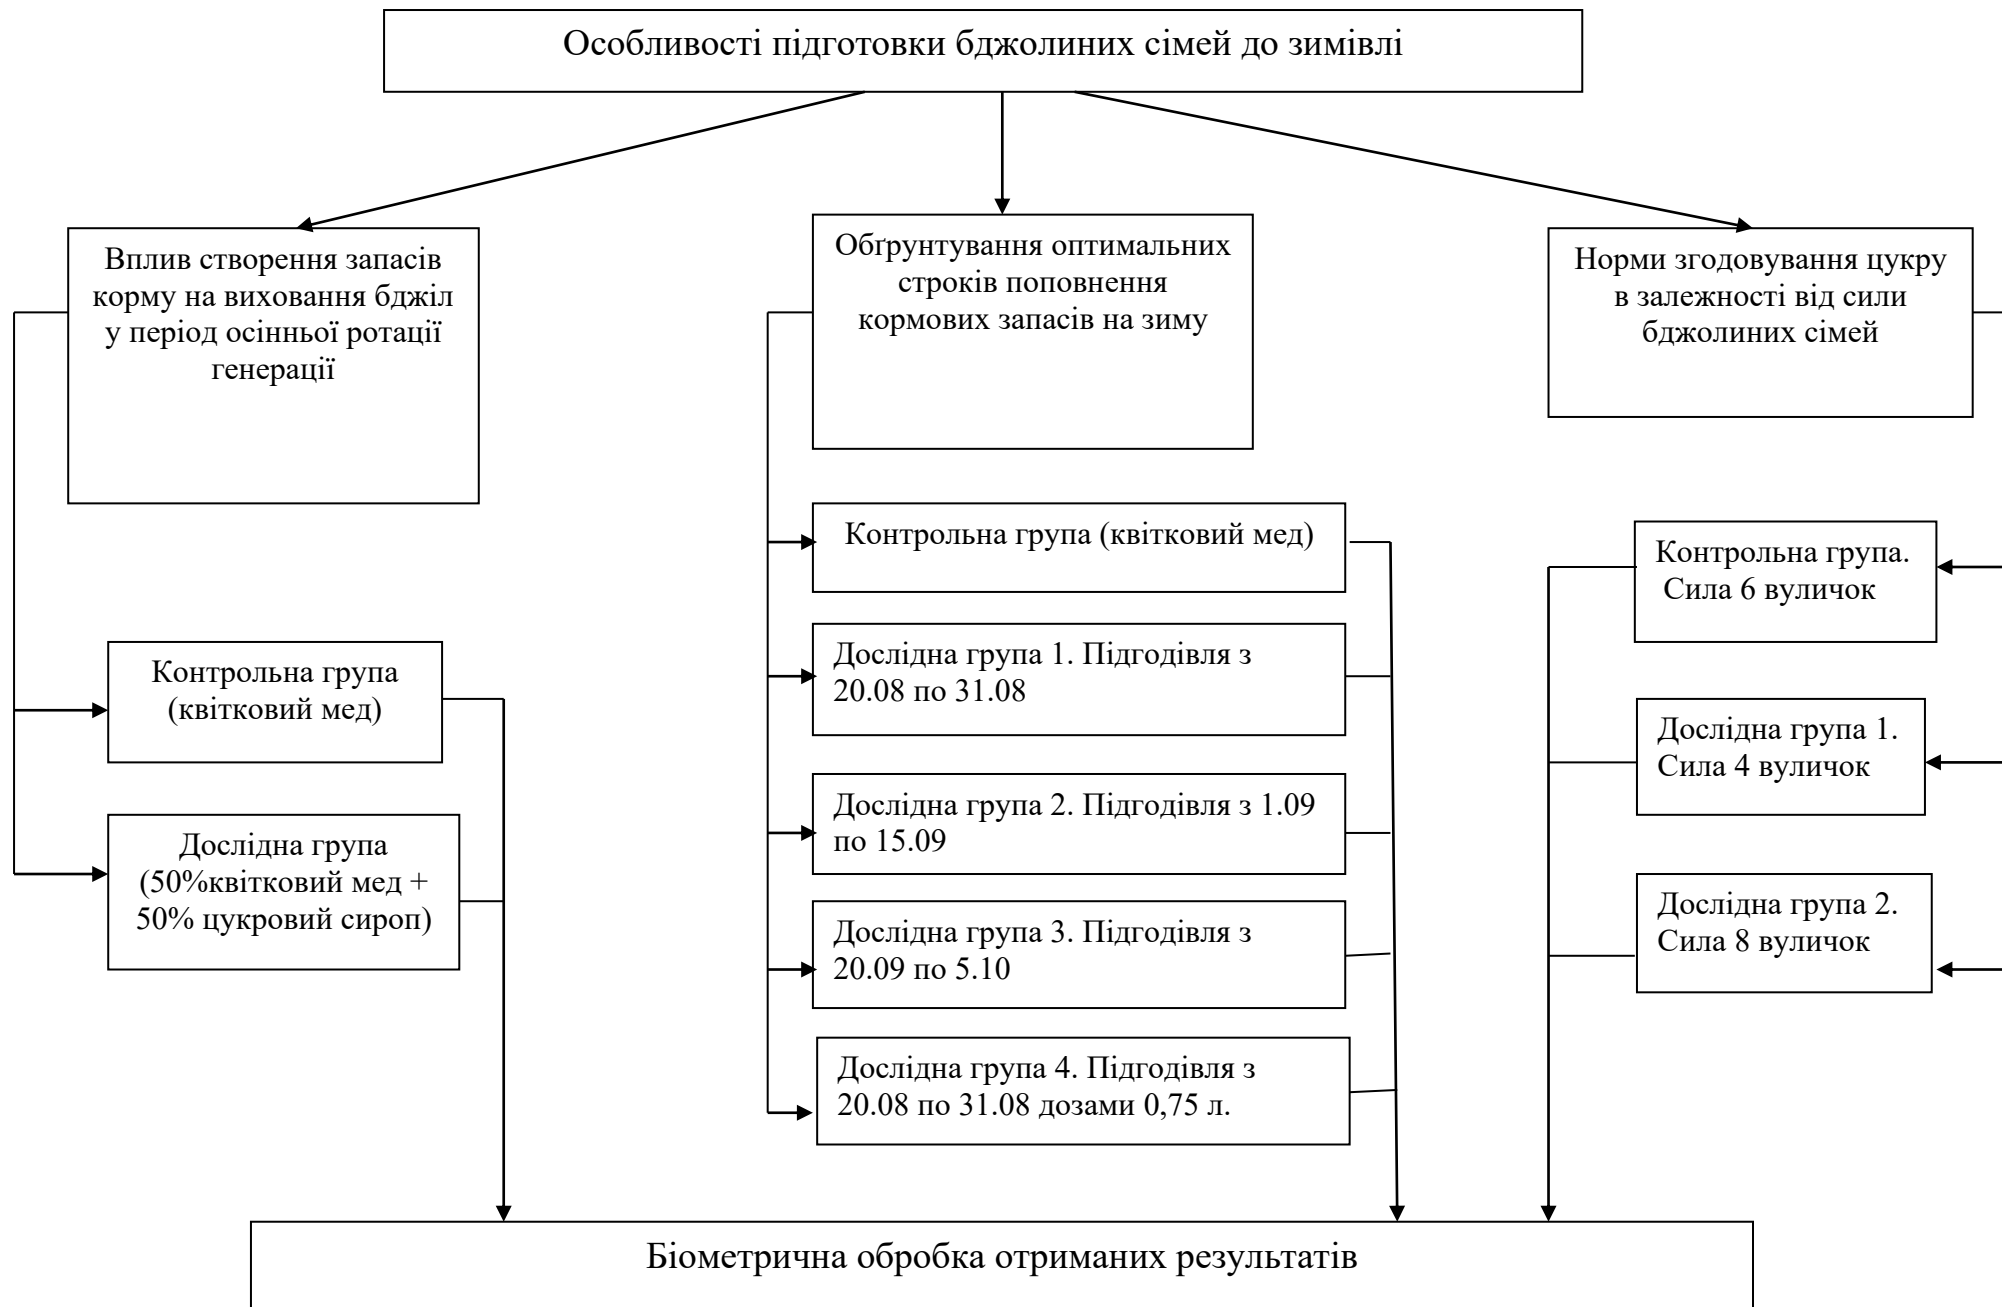 Особливості підготовки бджолиних сімей до зимівлі
Вплив створення запасів
корму на виховання бджіл
у період осінньої ротації
генерації
Обґрунтування оптимальних
строків поповнення
кормових запасів на зиму
Норми згодовування цукру
в залежності від сили
бджолиних сімей
Контрольна група
(квітковий мед)
Дослідна група
(50%квітковий мед +
50% цукровий сироп)
Контрольна група (квітковий мед)
Дослідна група 1. Підгодівля з
20.08 по 31.08
Дослідна група 2. Підгодівля з 1.09
по 15.09
Дослідна група 3. Підгодівля з
20.09 по 5.10
Дослідна група 4. Підгодівля з
20.08 по 31.08 дозами 0,75 л.
Контрольна група.
Сила 6 вуличок
Дослідна група 1.
Сила 4 вуличок
Дослідна група 2.
Сила 8 вуличок
Біометрична обробка отриманих результатів